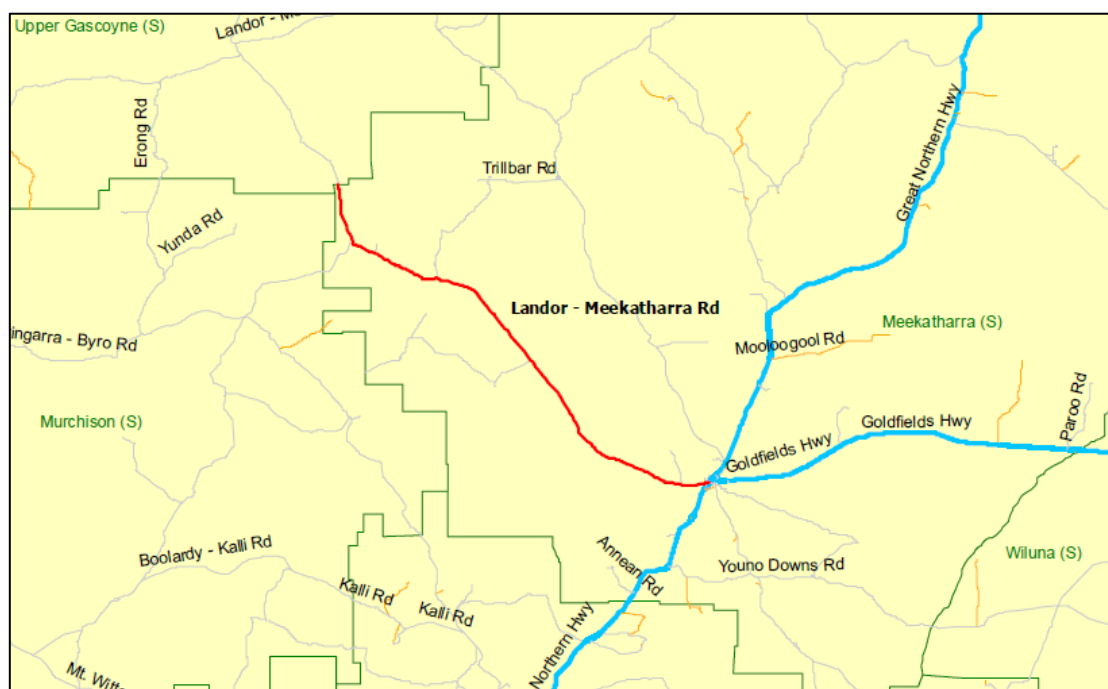 Upper Gascoyne (S)
Landor - M
Erong Rd
Trillbar Rd
Great Northern Hwy
Yunda Rd
Landor - Meekatharra Rd
Meekatharra (S)
ingarra - Byro Rd
Mooloogool Rd
Murchison (S)
Goldfields Hwy
Paroo Rd
Goldfields Hwy
Boolardy - Kalli Rd
Annean Rd
Youno Downs Rd
Wiluna (S)
Kalli Rd
Kalli Rd
Northern Hwy
Mt. Witt